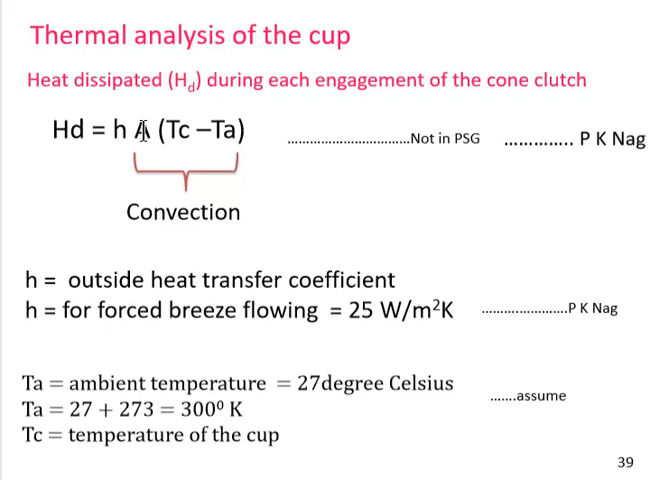 Thermal analysis of the cup
Heat dissipated (Hd) during each engagement of the cone clutch
Hd = h A (Tc –Ta) ..................................Not in PSG ............. P K Nag
Convection
h = outside heat transfer coefficient
h = for forced breeze flowing = 25 W/m²K .......................P K Nag
Ta = ambient temperature = 27degree Celsius
.......assume
Ta = 27 + 273 = 300⁰ K
Tc = temperature of the cup
39